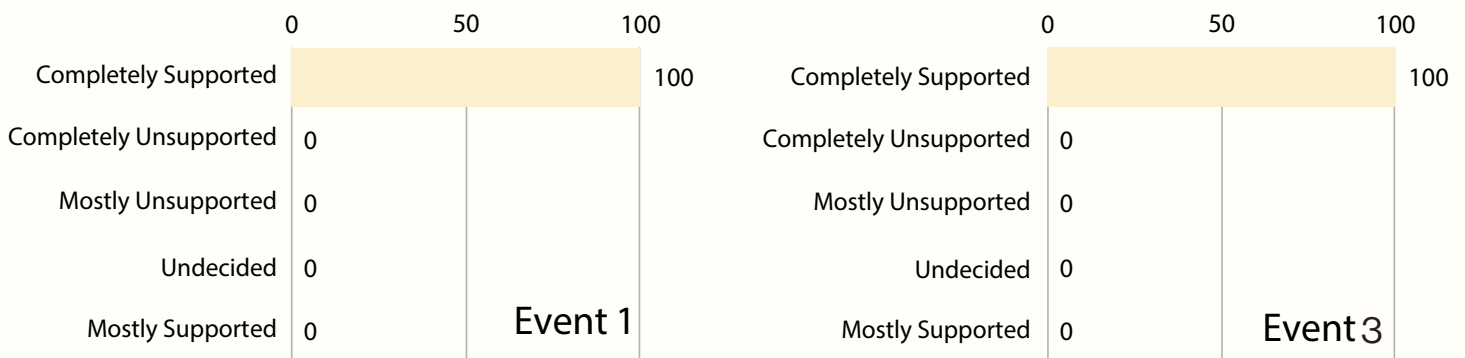 0 50 100
Completely Supported 100
Completely Unsupported 0
Mostly Unsupported 0
Undecided 0
Mostly Supported 0
Event 1
0 50 100
Completely Supported 100
Completely Unsupported 0
Mostly Unsupported 0
Undecided 0
Mostly Supported 0
Event 3